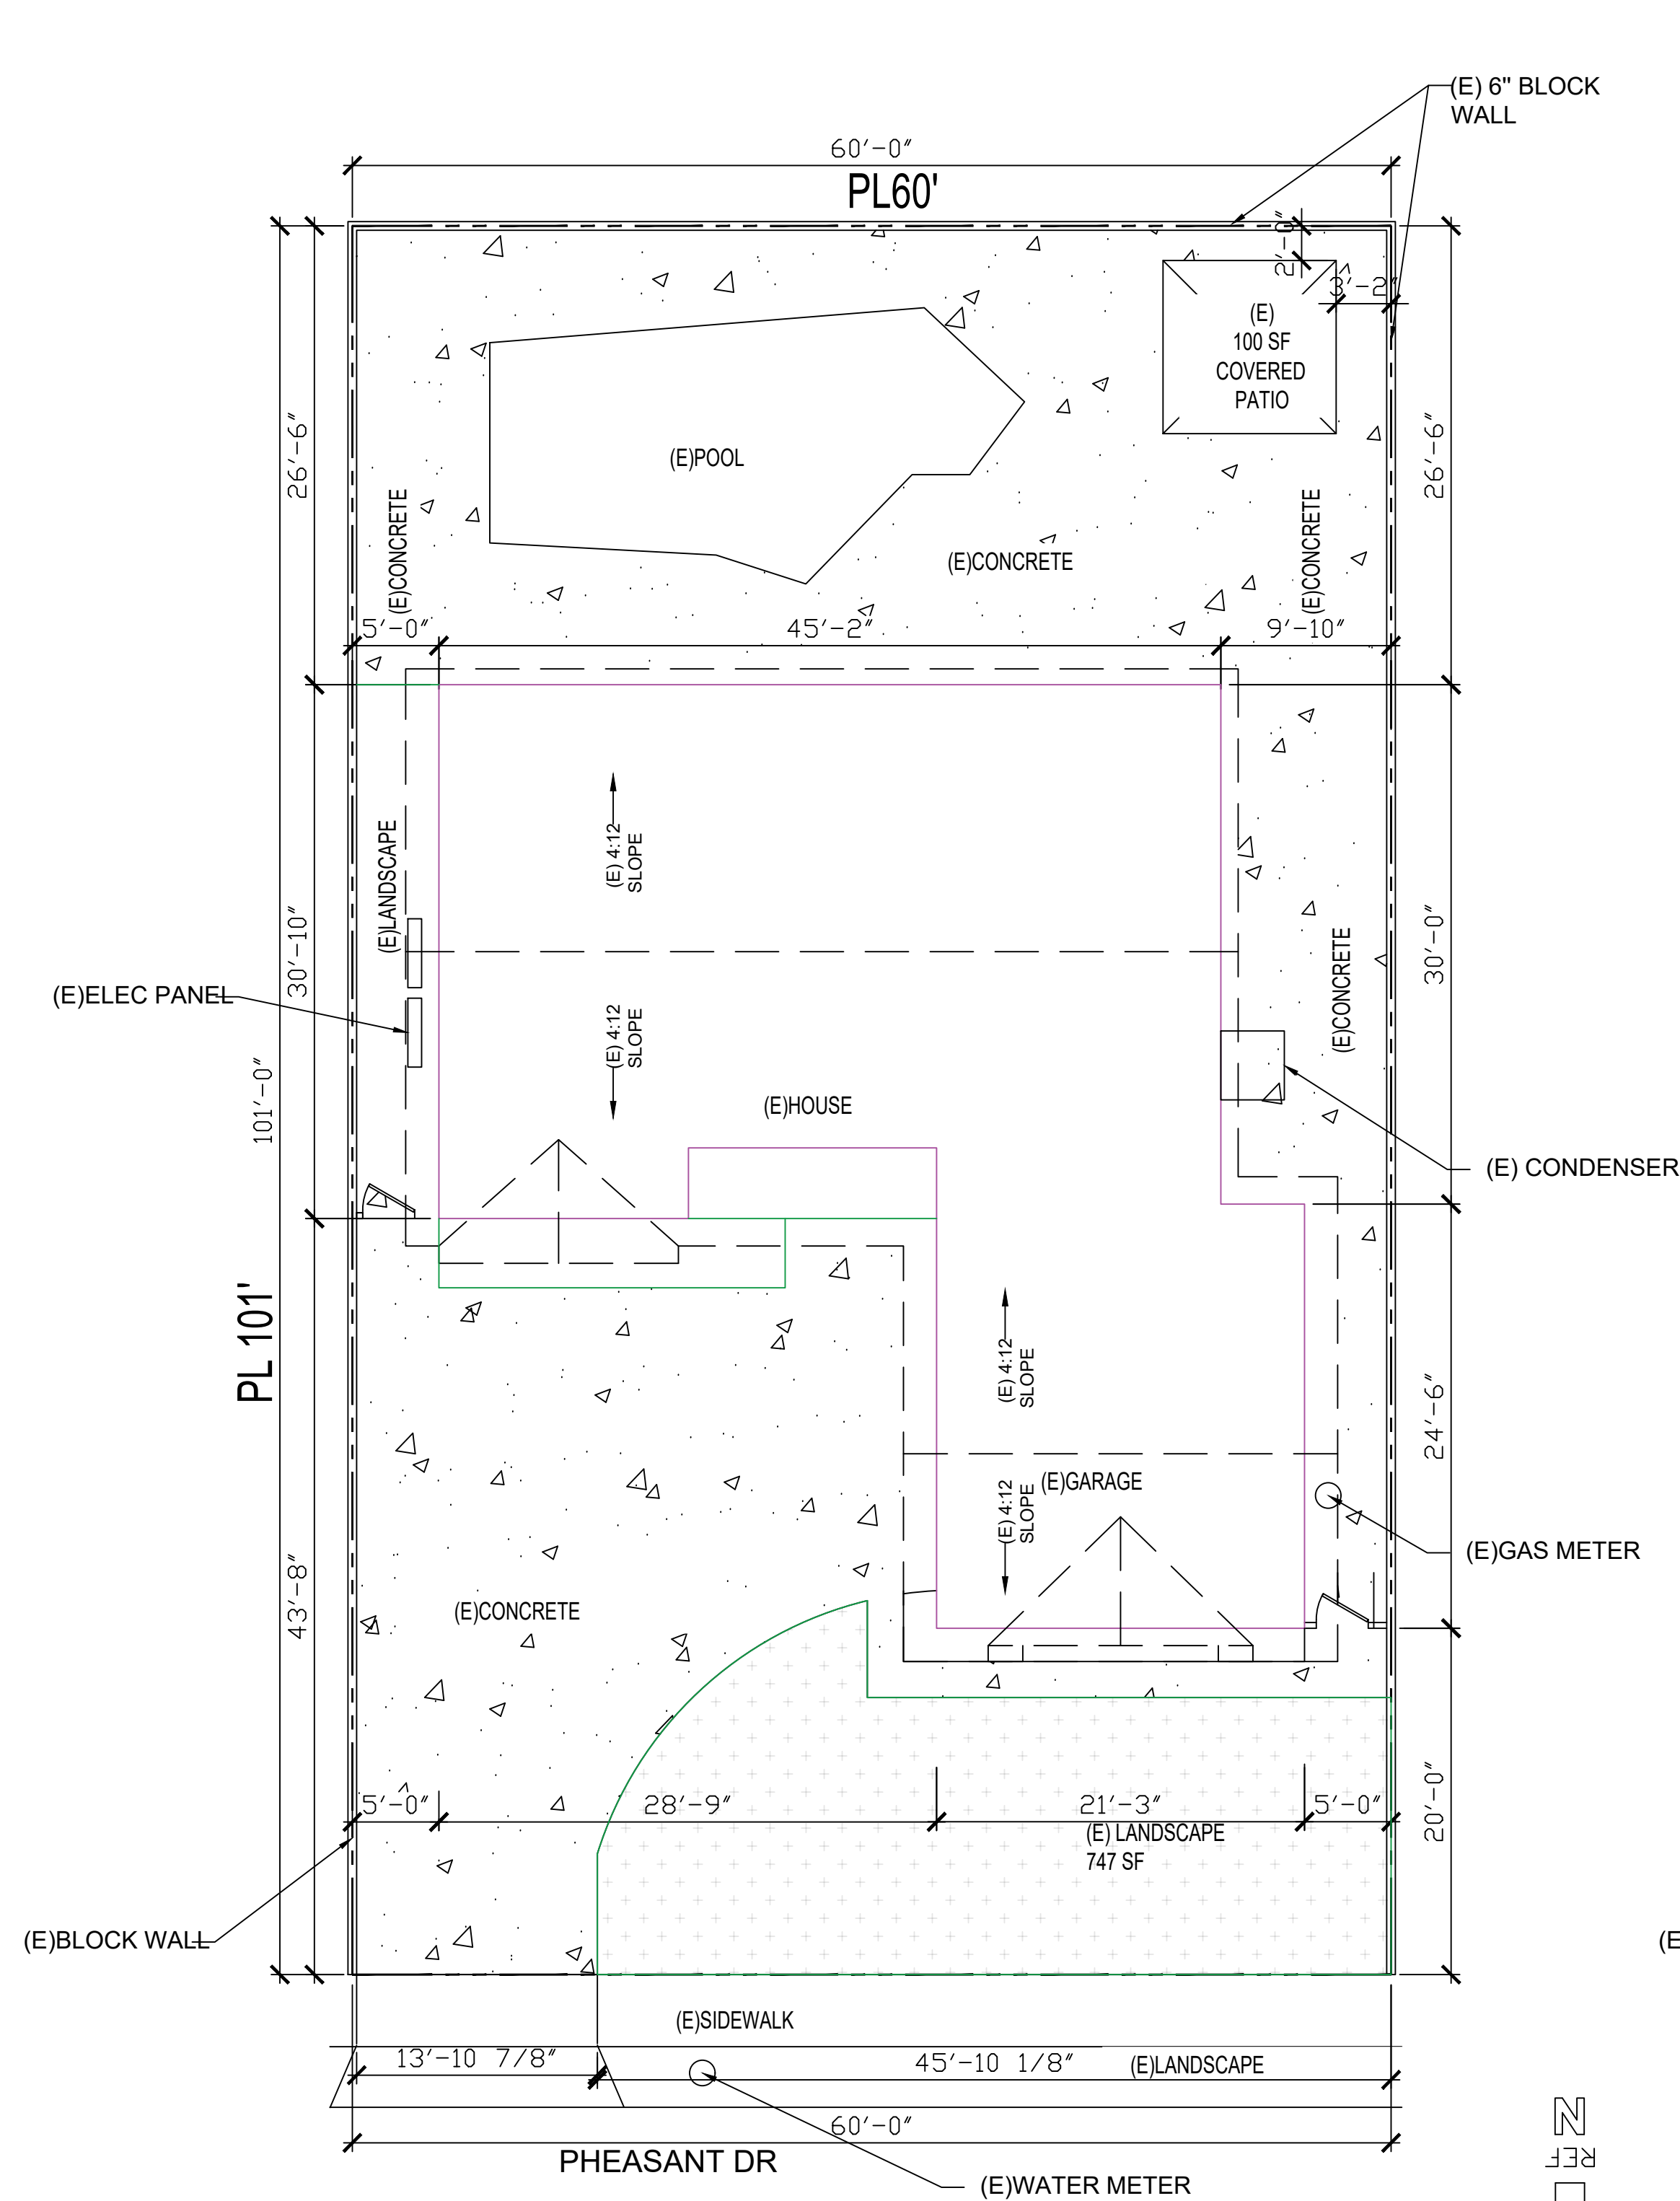 (E) 6" BLOCK
WALL
60'-0"
PL60'
2'-0"
3'-2"
(E)
100 SF
COVERED
PATIO
26'-6"
26'-6"
(E)POOL
(E)CONCRETE
(E)CONCRETE
(E)CONCRETE
5'-0"
45'-2"
9'-10"
(E) 4:12
SLOPE
(E)LANDSCAPE
30'-10"
30'-0"
(E)CONCRETE
(E)ELEC PANEL
(E) 4:12
SLOPE
101'-0"
(E)HOUSE
(E) CONDENSER
PL 101'
(E) 4:12
SLOPE
24'-6"
(E)GARAGE
(E) 4:12
SLOPE
(E)GAS METER
43'-8"
(E)CONCRETE
5'-0"
28'-9"
21'-3"
5'-0"
20'-0"
(E) LANDSCAPE
747 SF
(E)BLOCK WALL
(E
(E)SIDEWALK
13'-10 7/8"
45'-10 1/8"
(E)LANDSCAPE
60'-0"
N
REF
PHEASANT DR
(E)WATER METER